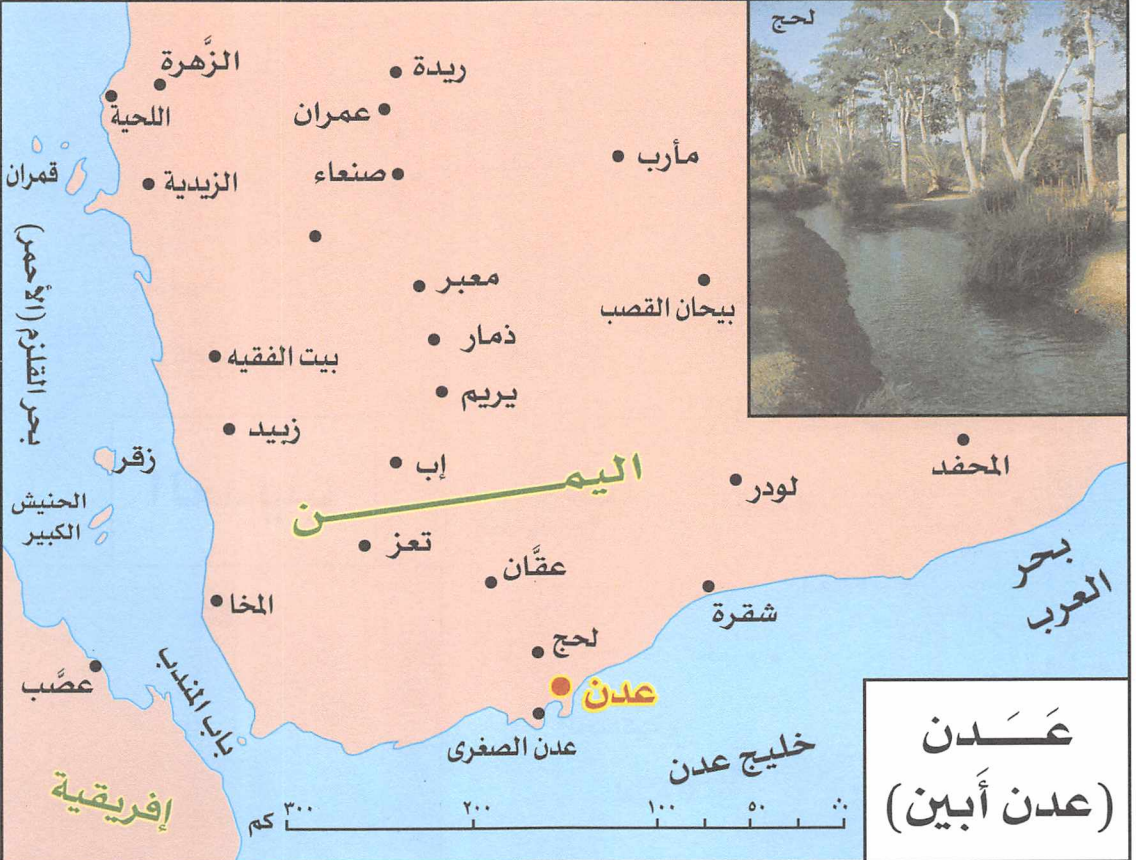 لحج
الزَّهرة
ريدة
اللحية
عمران
مأرب
قمران
الزيدية
صنعاء
بحر القلزم (الأحمر)
معبر
بيحان القصب
ذمار
بيت الفقيه
يريم
زبيد
زقر
إب
اليمـــــن
لودر
المحفد
الحنيش
الكبير
تعز
عقَّان
بحر
العرب
المخا
شقرة
لحج
عصَّب
باب المندب
عدن
عدن الصغرى
خليج عدن
إفريقية
كم ٣٠٠ ٢٠٠ ١٠٠ ٥٠ ٠
عَـــدن
(عدن أَبين)